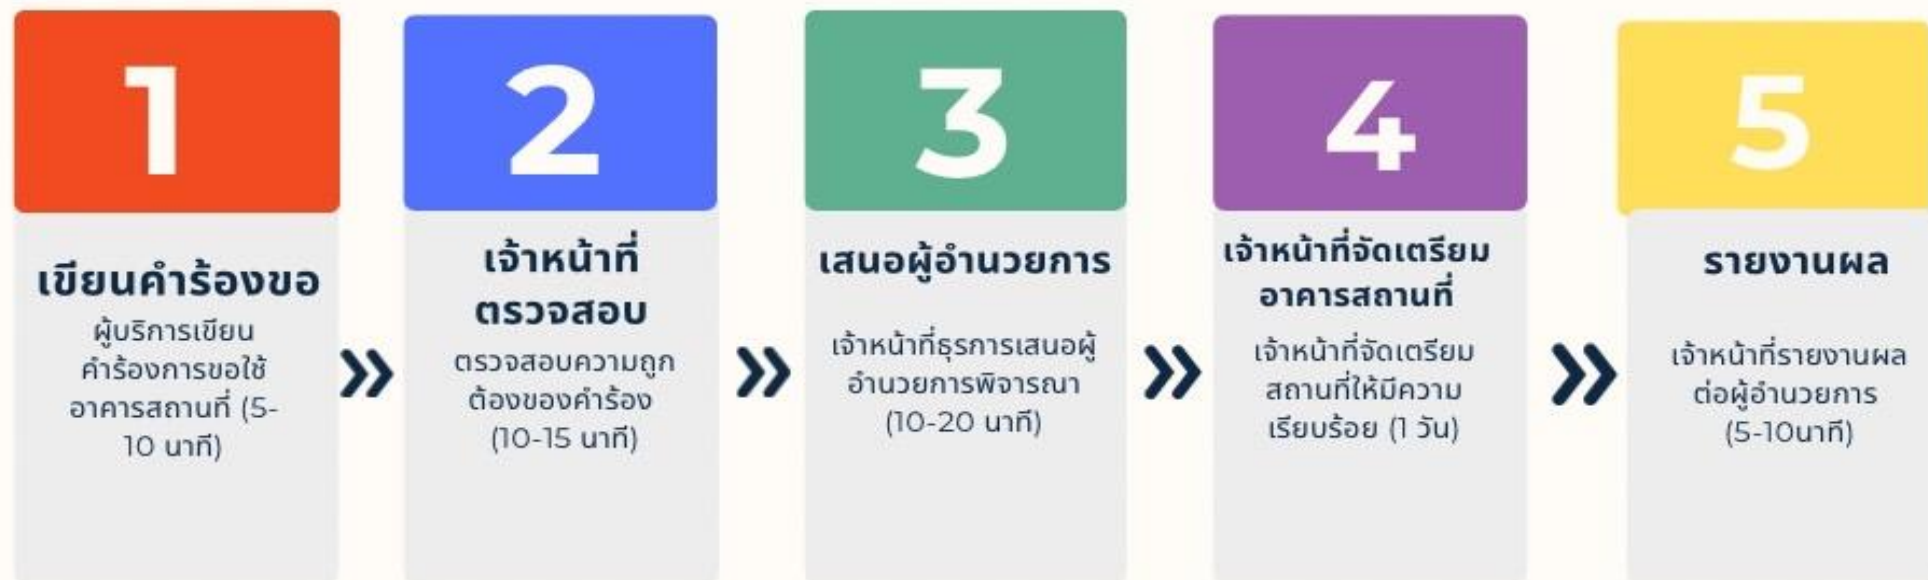 1
เขียนคำร้องขอ
ผู้บริการเขียน
คำร้องการขอใช้
อาคารสถานที่ (5-
10 นาที)
2
เจ้าหน้าที่
ตรวจสอบ
ตรวจสอบความถูก
ต้องของคำร้อง
(10-15 นาที)
3
เสนอผู้อำนวยการ
เจ้าหน้าที่ธุรการเสนอผู้
อำนวยการพิจารณา
(10-20 นาที)
4
เจ้าหน้าที่จัดเตรียม
อาคารสถานที่
เจ้าหน้าที่จัดเตรียม
สถานที่ให้มีความ
เรียบร้อย (1 วัน)
5
รายงานผล
เจ้าหน้าที่รายงานผล
ต่อผู้อำนวยการ
(5-10นาที)